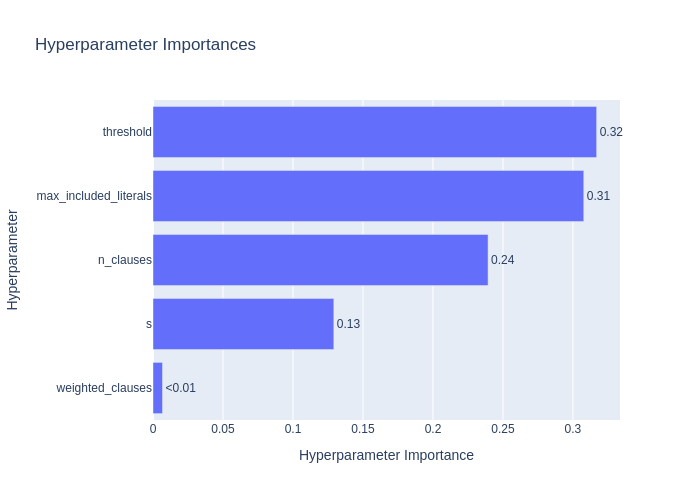 Hyperparameter Importances
Hyperparameter
threshold
0.32
max_included_literals
0.31
n_clauses
0.24
s
0.13
weighted_clauses
<0.01
0
0.05
0.1
0.15
0.2
0.25
0.3
Hyperparameter Importance